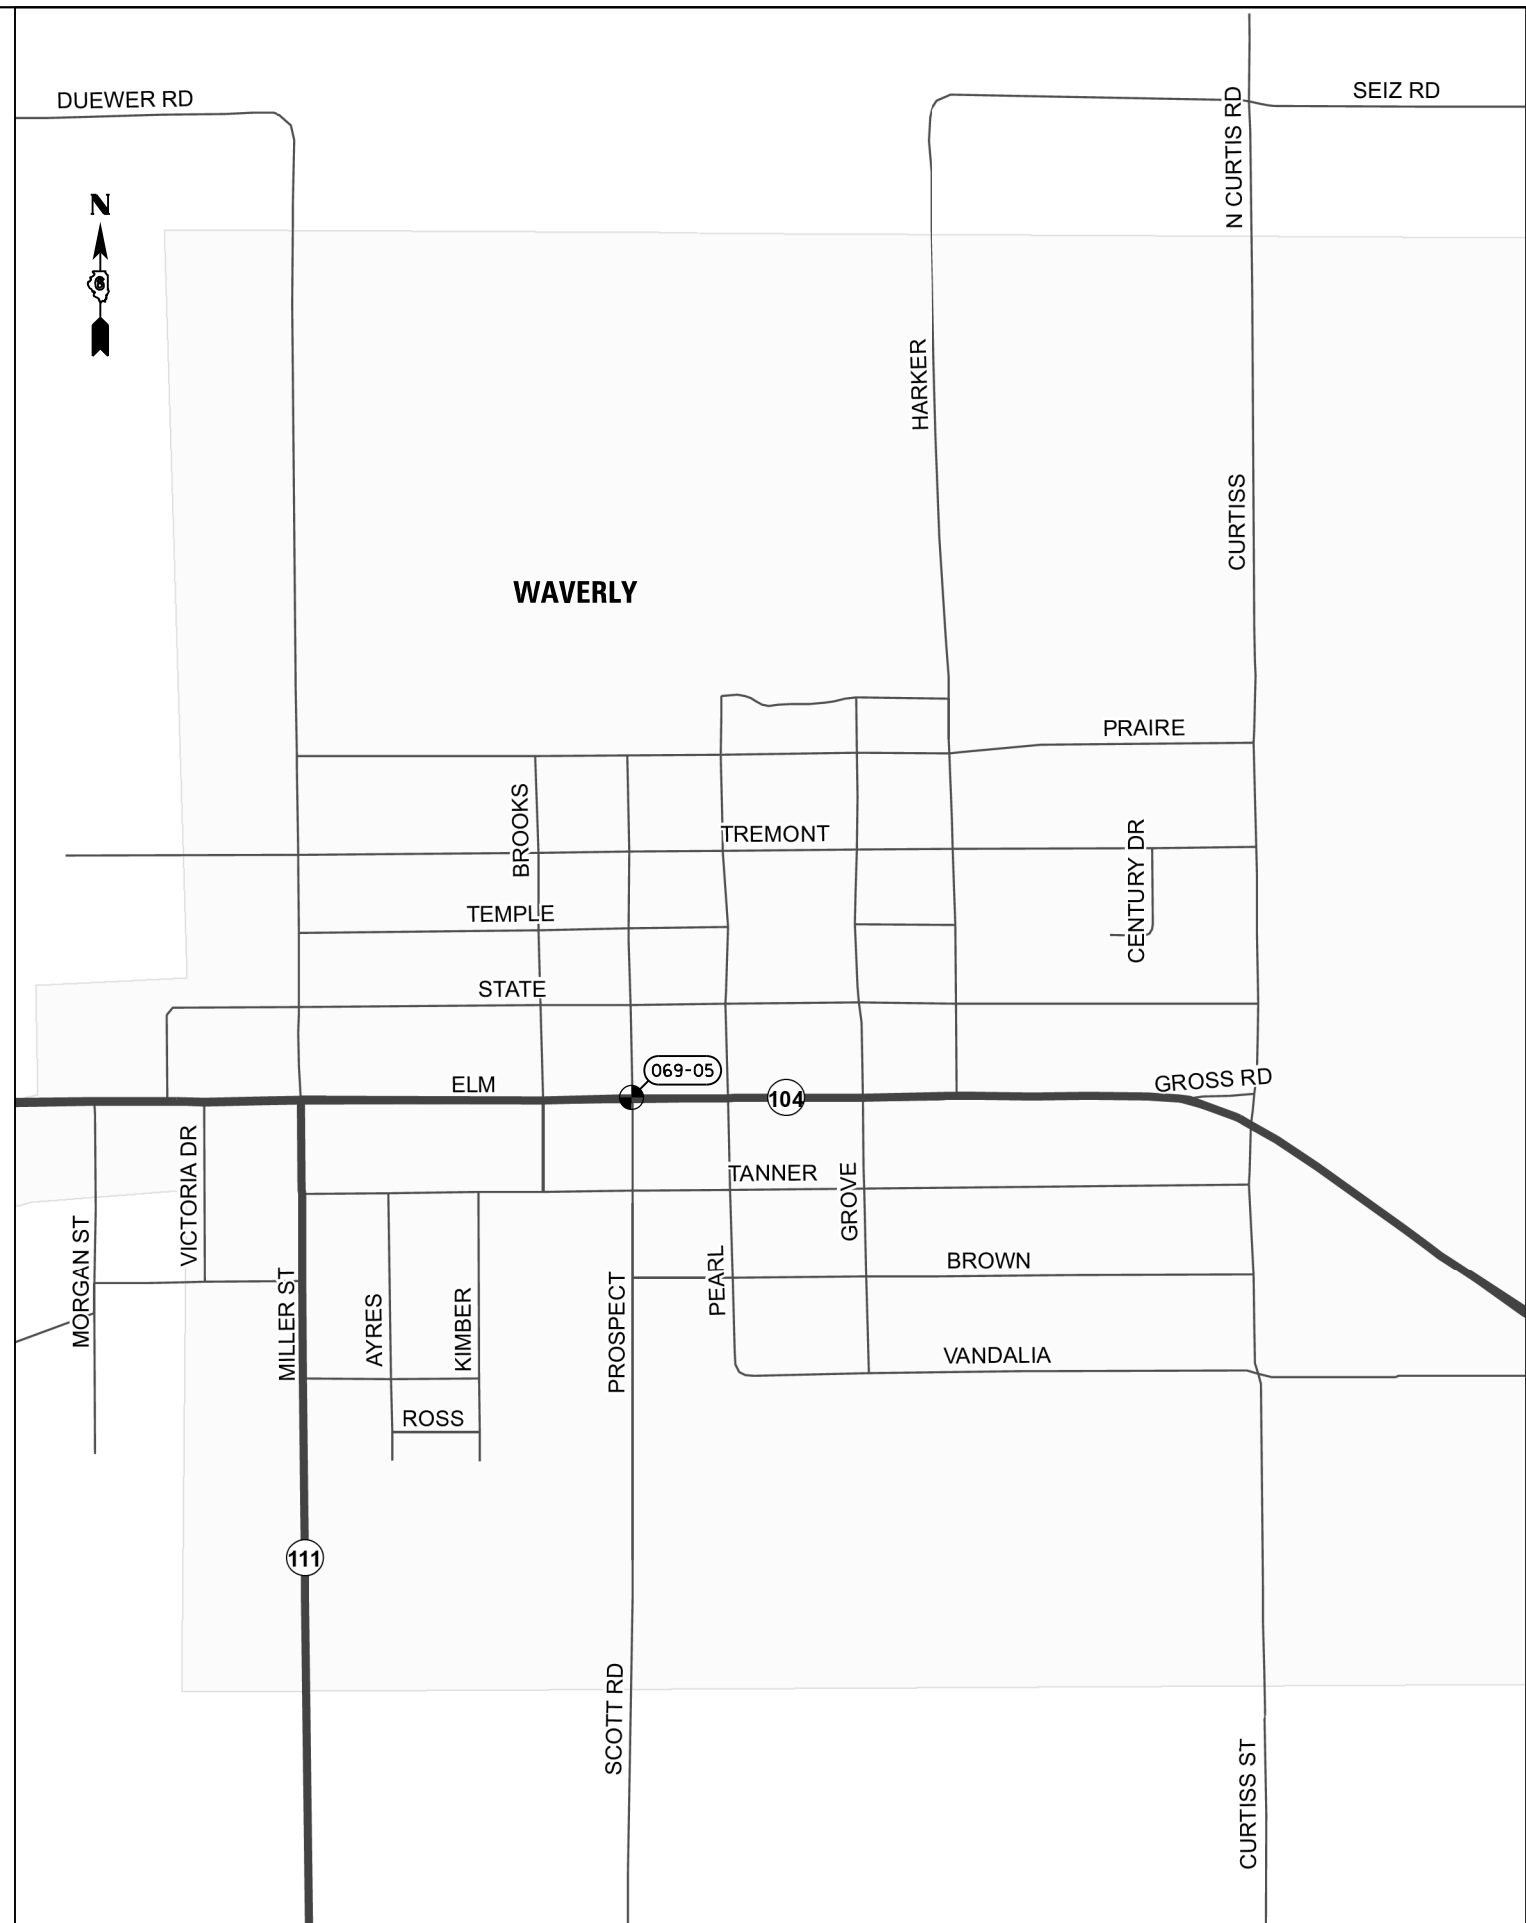 SEIZ RD
DUEWER RD
N CURTIS RD
N
6
HARKER
CURTISS
WAVERLY
PRAIRE
BROOKS
TREMONT
CENTURY DR
TEMPLE
STATE
069-05
ELM
104
GROSS RD
VICTORIA DR
TANNER
GROVE
MORGAN ST
MILLER ST
AYRES
KIMBER
PROSPECT
PEARL
BROWN
VANDALIA
ROSS
111
SCOTT RD
CURTISS ST